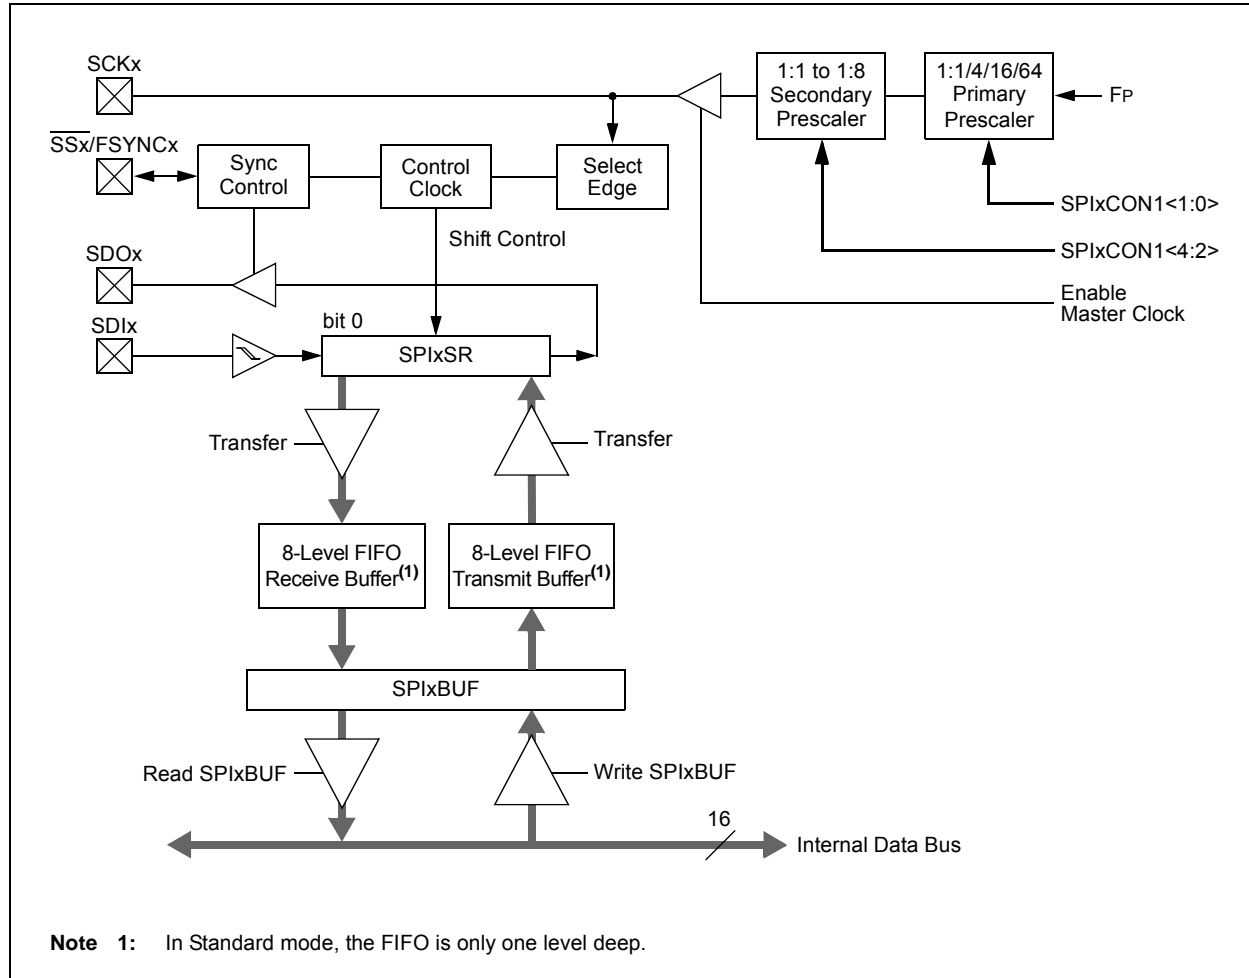 SCKx
1:1 to 1:8
Secondary
Prescaler
1:1/4/16/64
Primary
Prescaler
FP
SSx/FSYNCx
Sync
Control
Control
Clock
Select
Edge
SPIxCON1<1:0>
Shift Control
SPIxCON1<4:2>
SDOx
Enable
Master Clock
SDIx
bit 0
SPIxSR
Transfer
Transfer
8-Level FIFO
Receive Buffer(1)
8-Level FIFO
Transmit Buffer(1)
SPIxBUF
Read SPIxBUF
Write SPIxBUF
16
Internal Data Bus
Note 1: In Standard mode, the FIFO is only one level deep.